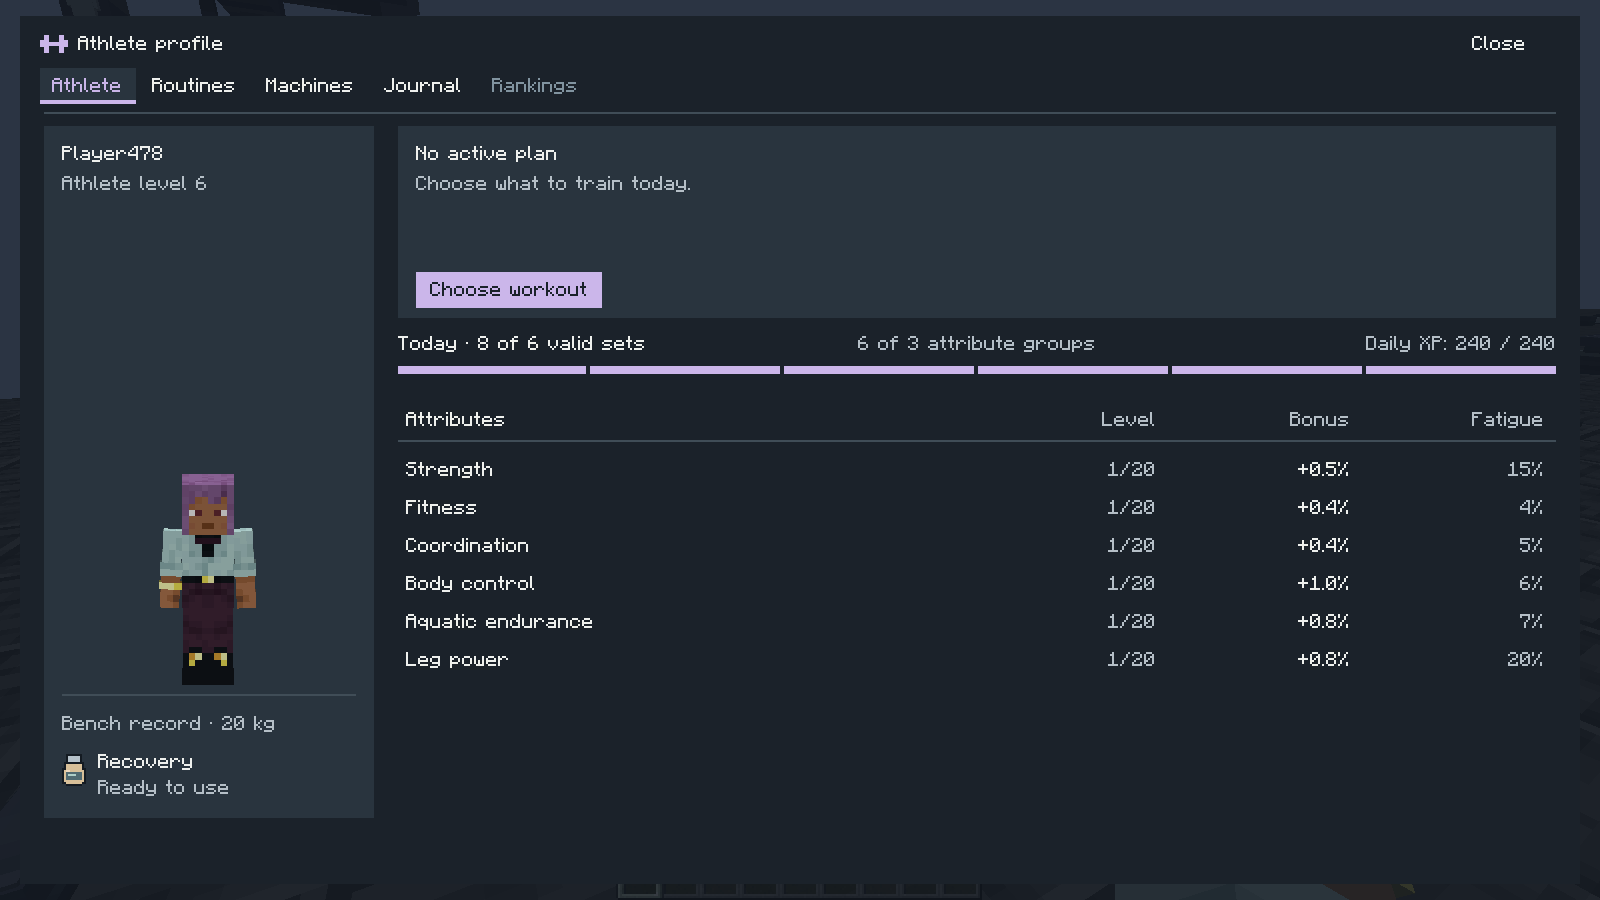 Athlete profile
Close
Athlete Routines Machines Journal Rankings
Player478
Athlete level 6
No active plan
Choose what to train today.
Choose workout
Today · 8 of 6 valid sets 6 of 3 attribute groups Daily XP: 240 / 240
Attributes Level Bonus Fatigue
Strength 1/20 +0.5% 15%
Fitness 1/20 +0.4% 4%
Coordination 1/20 +0.4% 5%
Body control 1/20 +1.0% 6%
Aquatic endurance 1/20 +0.8% 7%
Leg power 1/20 +0.8% 20%
Bench record · 20 kg
Recovery
Ready to use